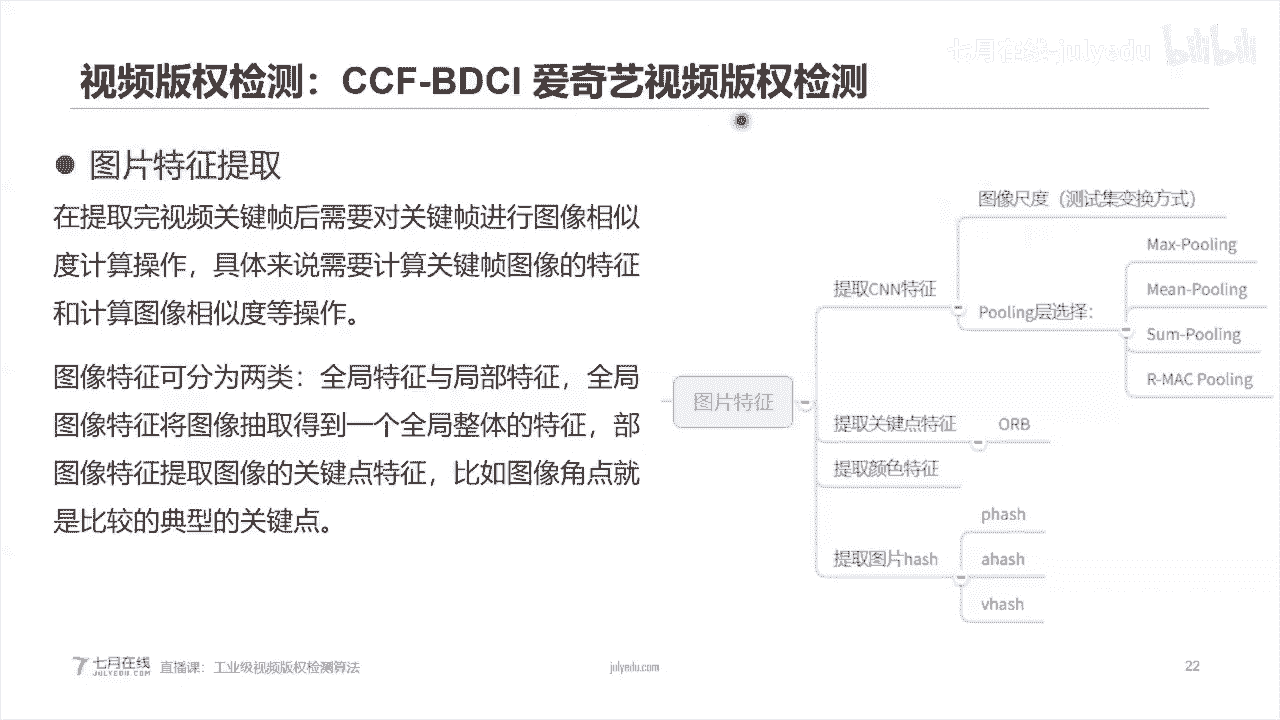 七月在线-julyedu bilibili
视频版权检测：CCF-BDCI 爱奇艺视频版权检测
● 图片特征提取
在提取完视频关键帧后需要对关键帧进行图像相似
度计算操作，具体来说需要计算关键帧图像的特征
和计算图像相似度等操作。
图像特征可分为两类：全局特征与局部特征，全局
图像特征将图像抽取得到一个全局整体的特征，部
图像特征提取图像的关键点特征，比如图像角点就
是比较的典型的关键点。
图片特征
提取CNN特征
图像尺度（测试集变换方式）
Pooling层选择：
Max-Pooling
Mean-Pooling
Sum-Pooling
R-MAC Pooling
提取关键点特征
ORB
提取颜色特征
提取图片hash
phash
ahash
vhash
七月在线
JULYEDU.COM
直播课：工业级视频版权检测算法
julyedu.com
22